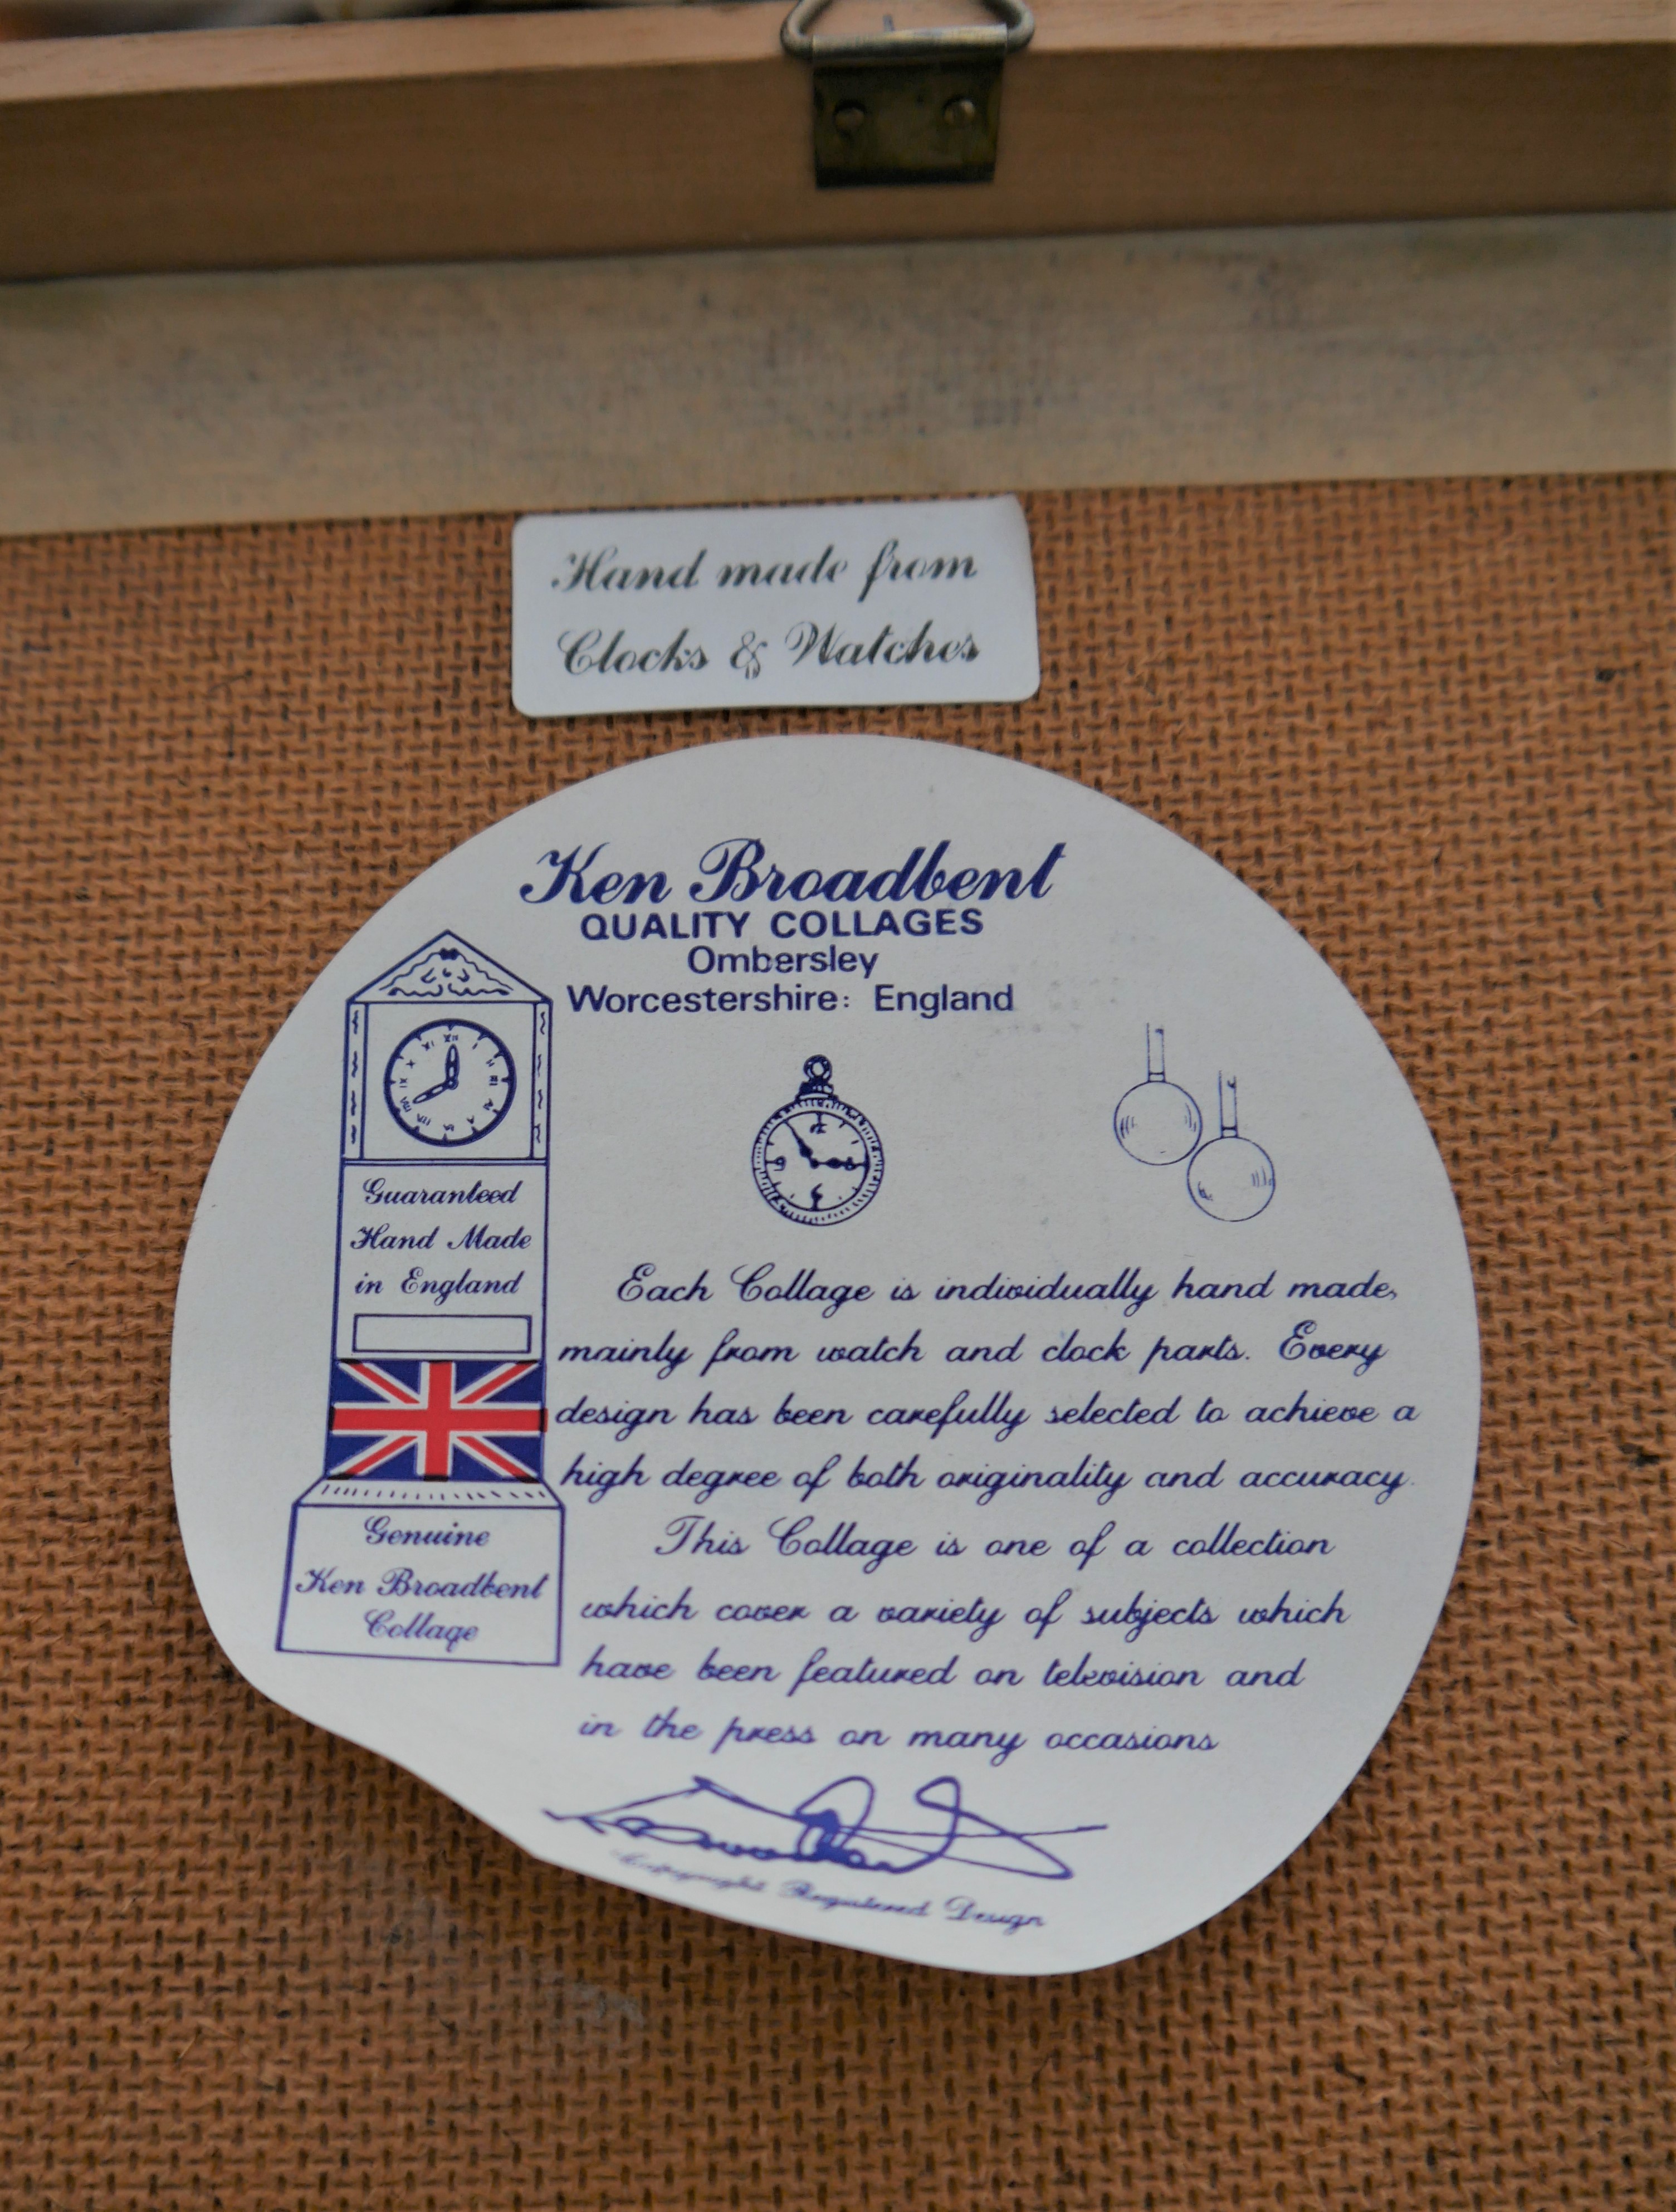 Hand made from
Clocks & Watches
Ken Broadbent
QUALITY COLLAGES
Ombersley
Worcestershire: England
Guaranteed
Hand Made
in England
Genuine
Ken Broadbent
Collage
Each Collage is individually hand made,
mainly from watch and clock parts. Every
design has been carefully selected to achieve a
high degree of both originality and accuracy.
This Collage is one of a collection
which cover a variety of subjects which
have been featured on television and
in the press on many occasions
Copyright Registered Design